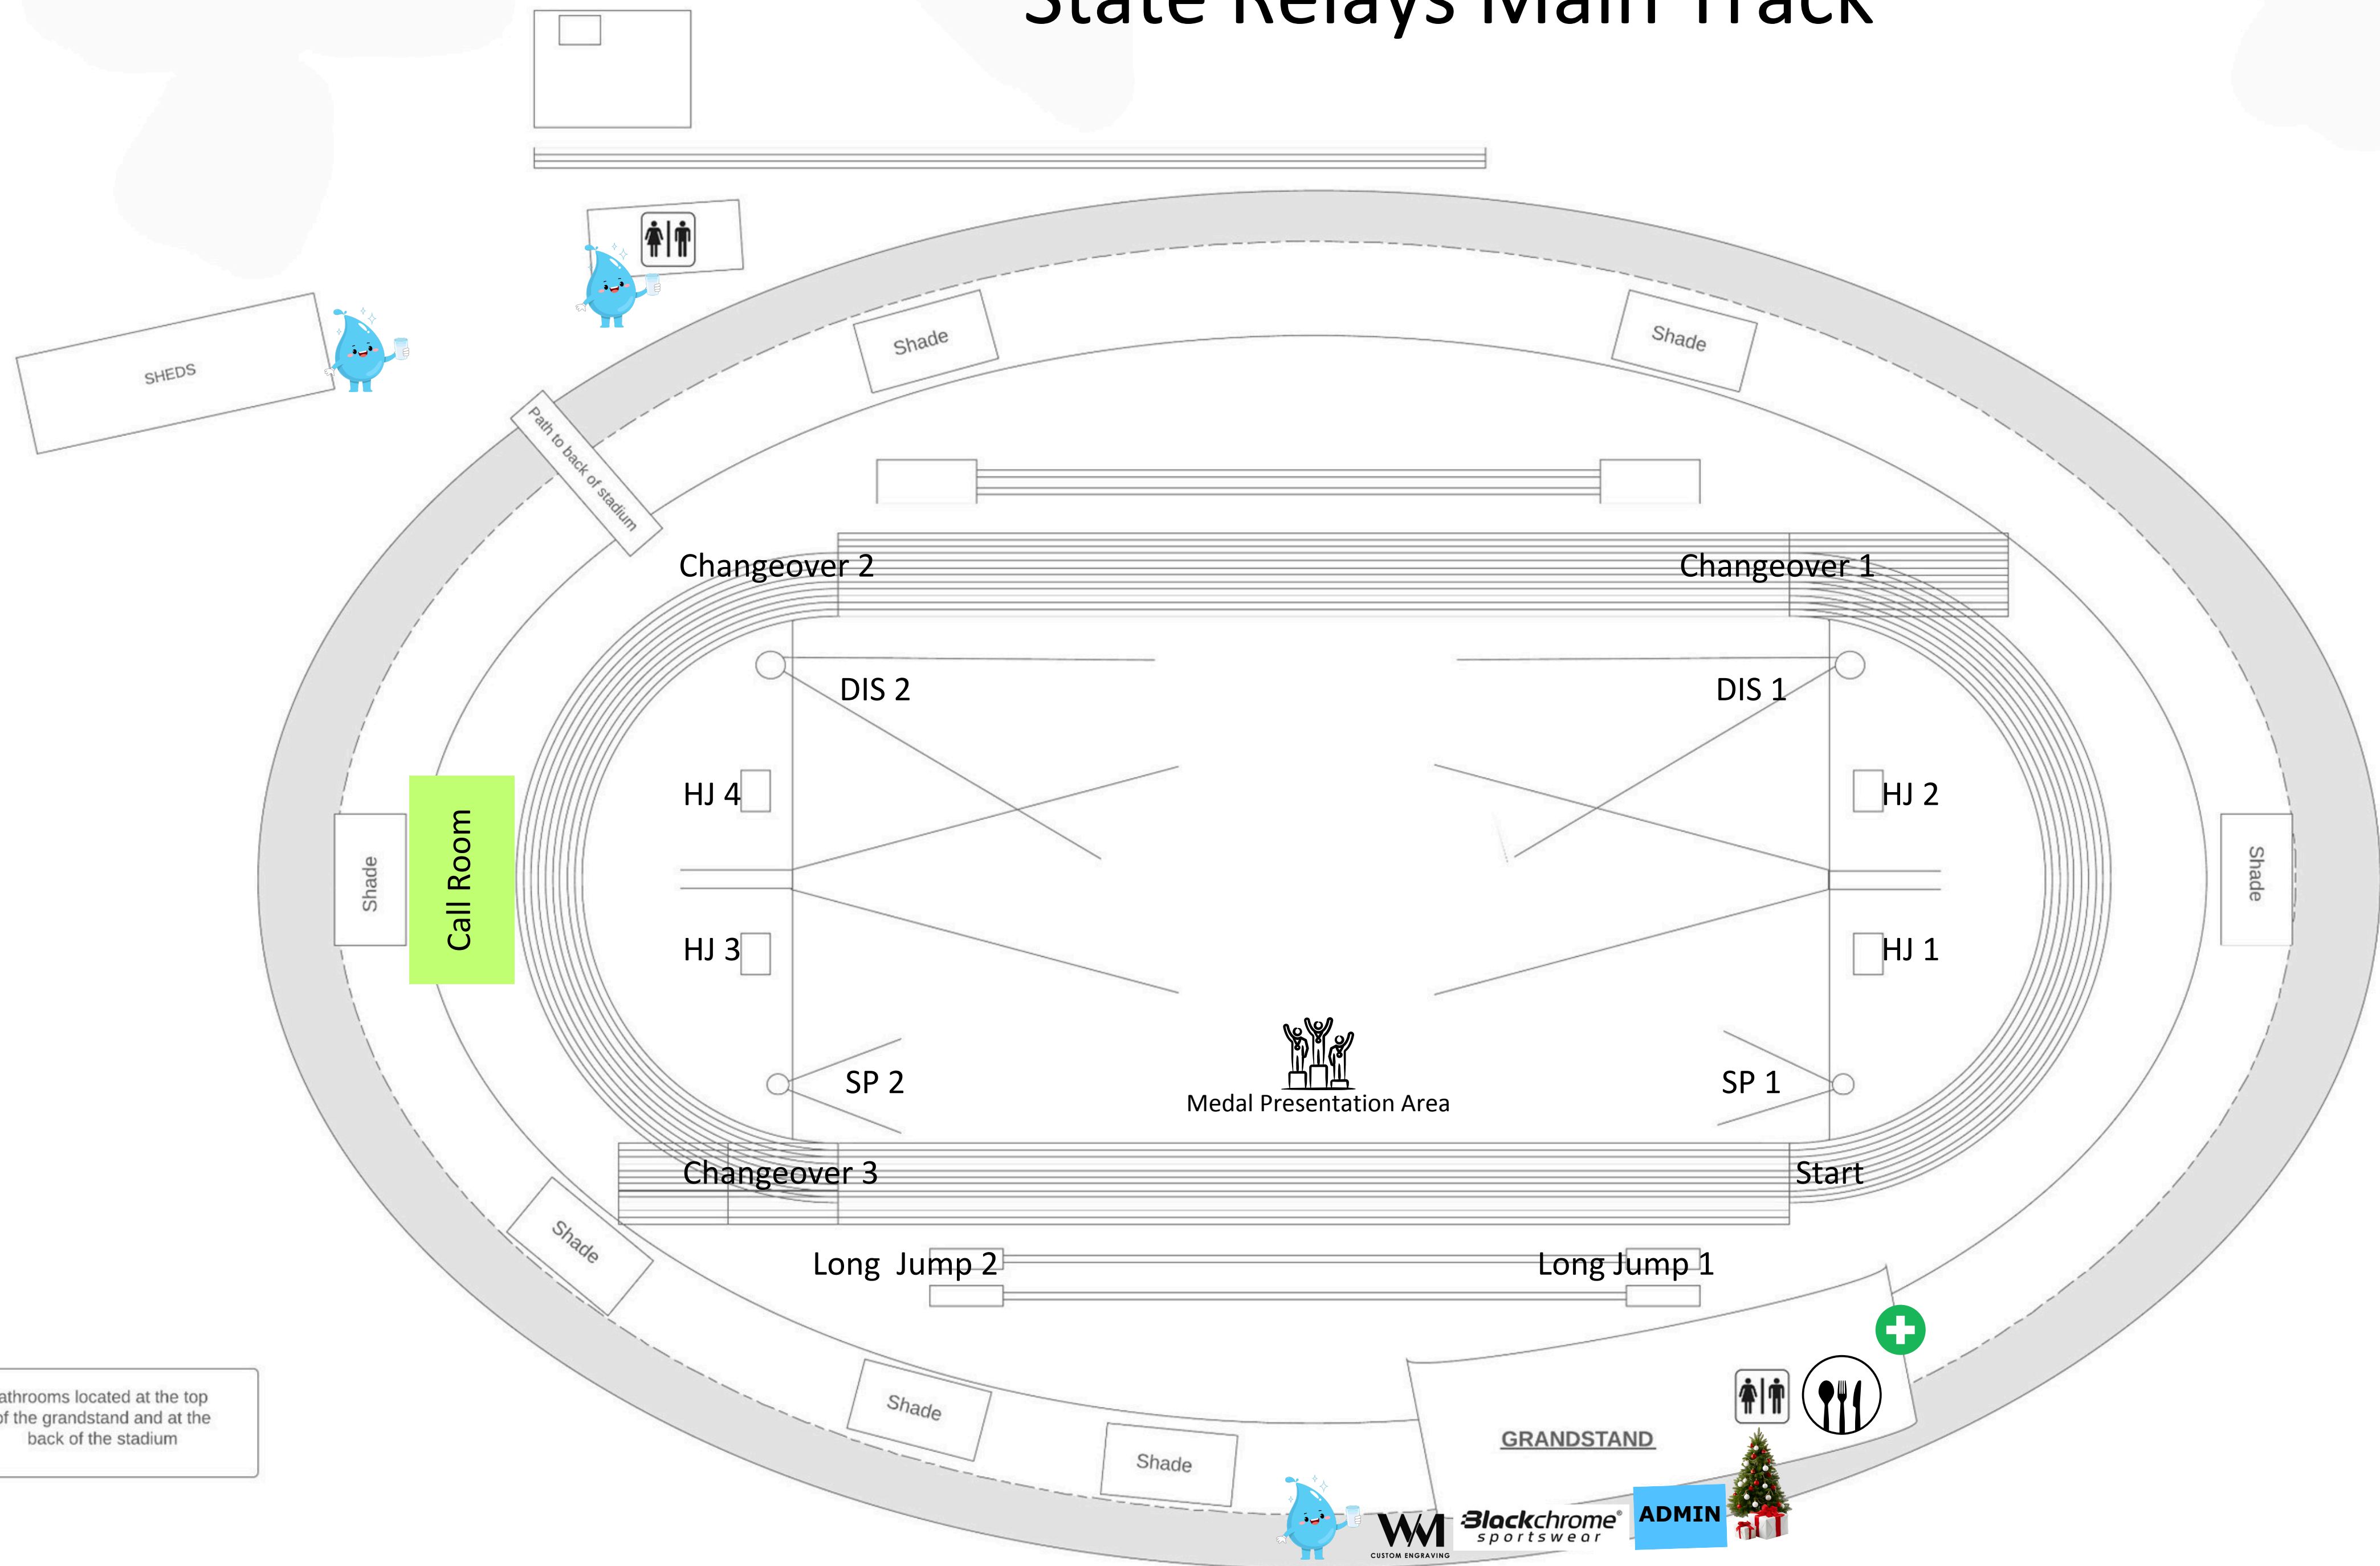 State Relays Main Track
SHEDS
Path to back of stadium
Shade
Shade
Changeover 2
Changeover 1
DIS 2
DIS 1
HJ 4
HJ 2
Shade
Call Room
Shade
HJ 3
HJ 1
SP 2
SP 1
Medal Presentation Area
Changeover 3
Start
Shade
Long Jump 2
Long Jump 1
athrooms located at the top
of the grandstand and at the
back of the stadium
Shade
Shade
GRANDSTAND
WM
CUSTOM ENGRAVING
Blackchrome®
sportswear
ADMIN